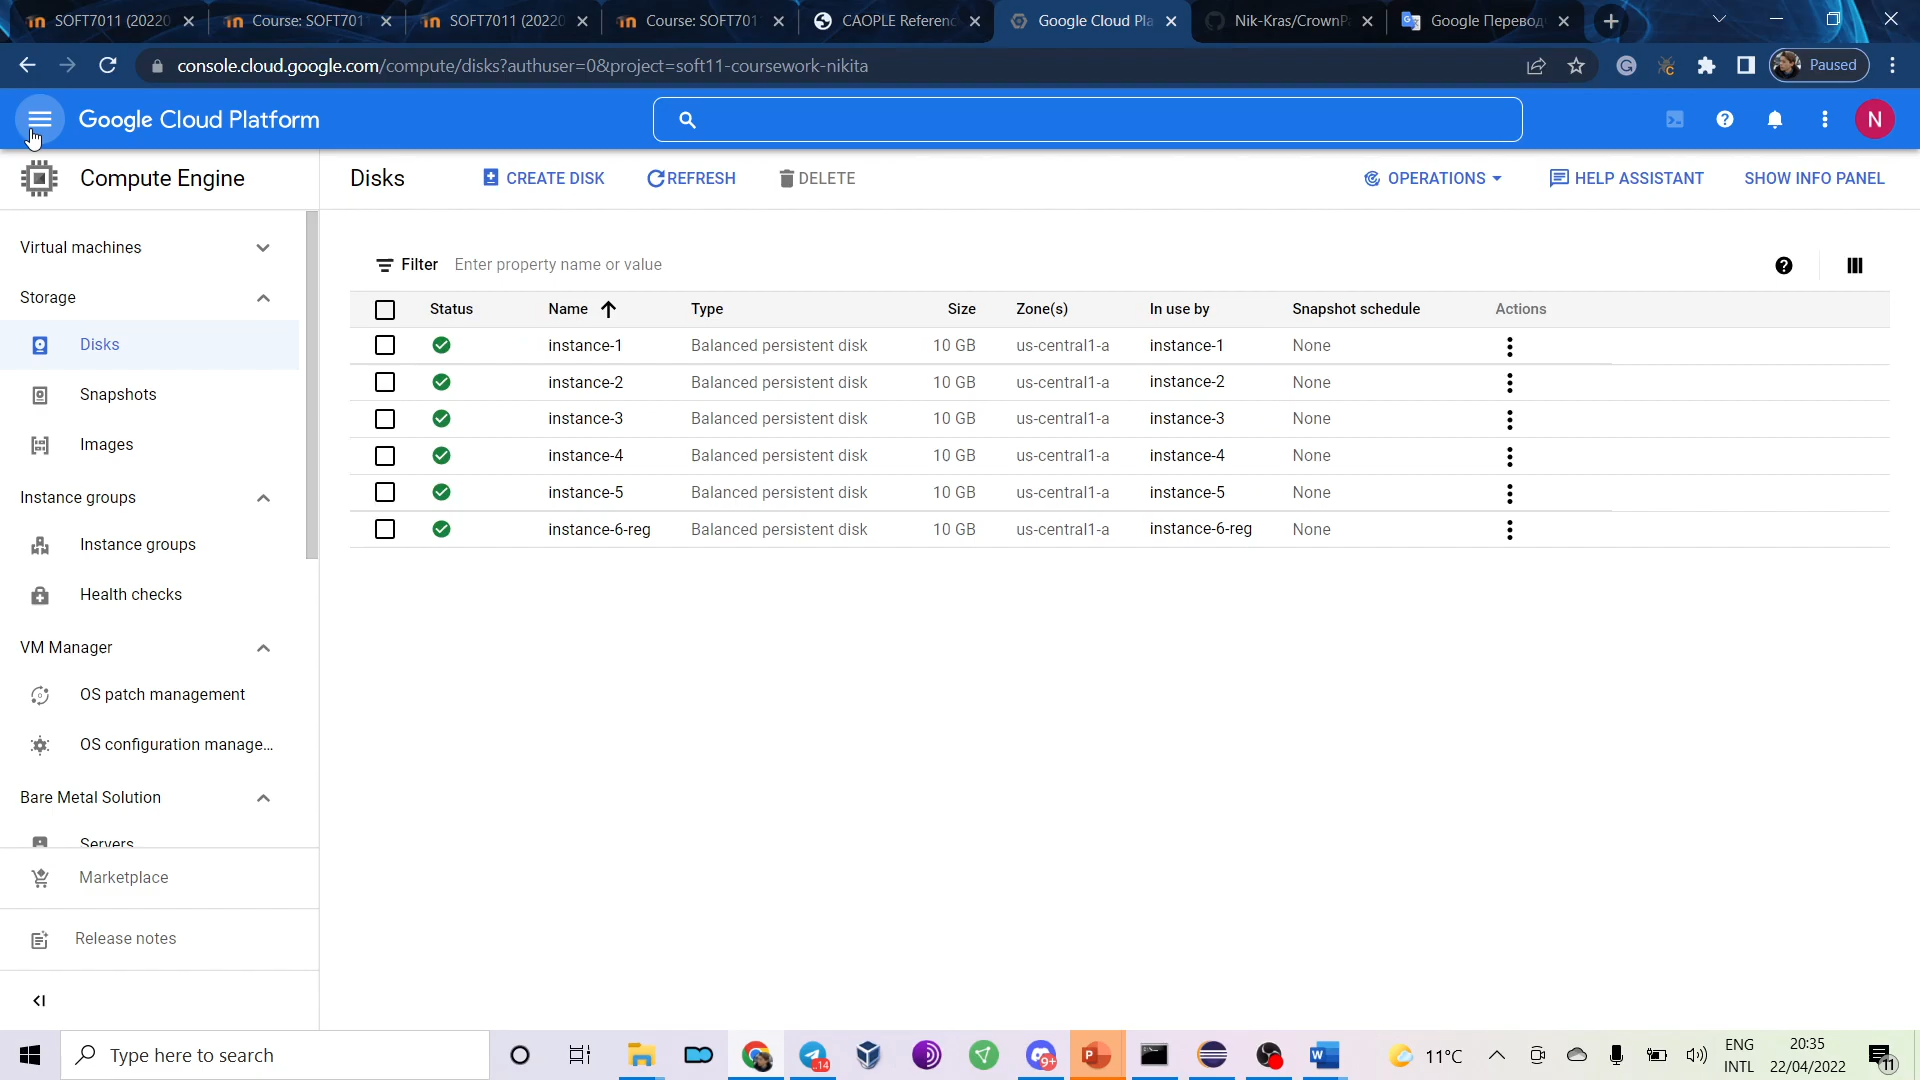 SOFT7011 (20220
Course: SOFT701
SOFT7011 (20220
Course: SOFT701
CAOPLE Referenc
Google Cloud Pla
Nik-Kras/CrownP
Google Перевод
console.cloud.google.com/compute/disks?authuser=0&project=soft11-coursework-nikita
Paused
Google Cloud Platform
N
Compute Engine
Disks
CREATE DISK
REFRESH
DELETE
OPERATIONS
HELP ASSISTANT
SHOW INFO PANEL
Virtual machines
Storage
Disks
Snapshots
Images
Instance groups
Instance groups
Health checks
VM Manager
OS patch management
OS configuration manage...
Bare Metal Solution
Servers
Marketplace
Release notes
Filter Enter property name or value
Status Name Type Size Zone(s) In use by Snapshot schedule Actions
instance-1 Balanced persistent disk 10 GB us-central1-a instance-1 None
instance-2 Balanced persistent disk 10 GB us-central1-a instance-2 None
instance-3 Balanced persistent disk 10 GB us-central1-a instance-3 None
instance-4 Balanced persistent disk 10 GB us-central1-a instance-4 None
instance-5 Balanced persistent disk 10 GB us-central1-a instance-5 None
instance-6-reg Balanced persistent disk 10 GB us-central1-a instance-6-reg None
Type here to search
..14
9+
11°C
ENG
INTL
20:35
22/04/2022
11